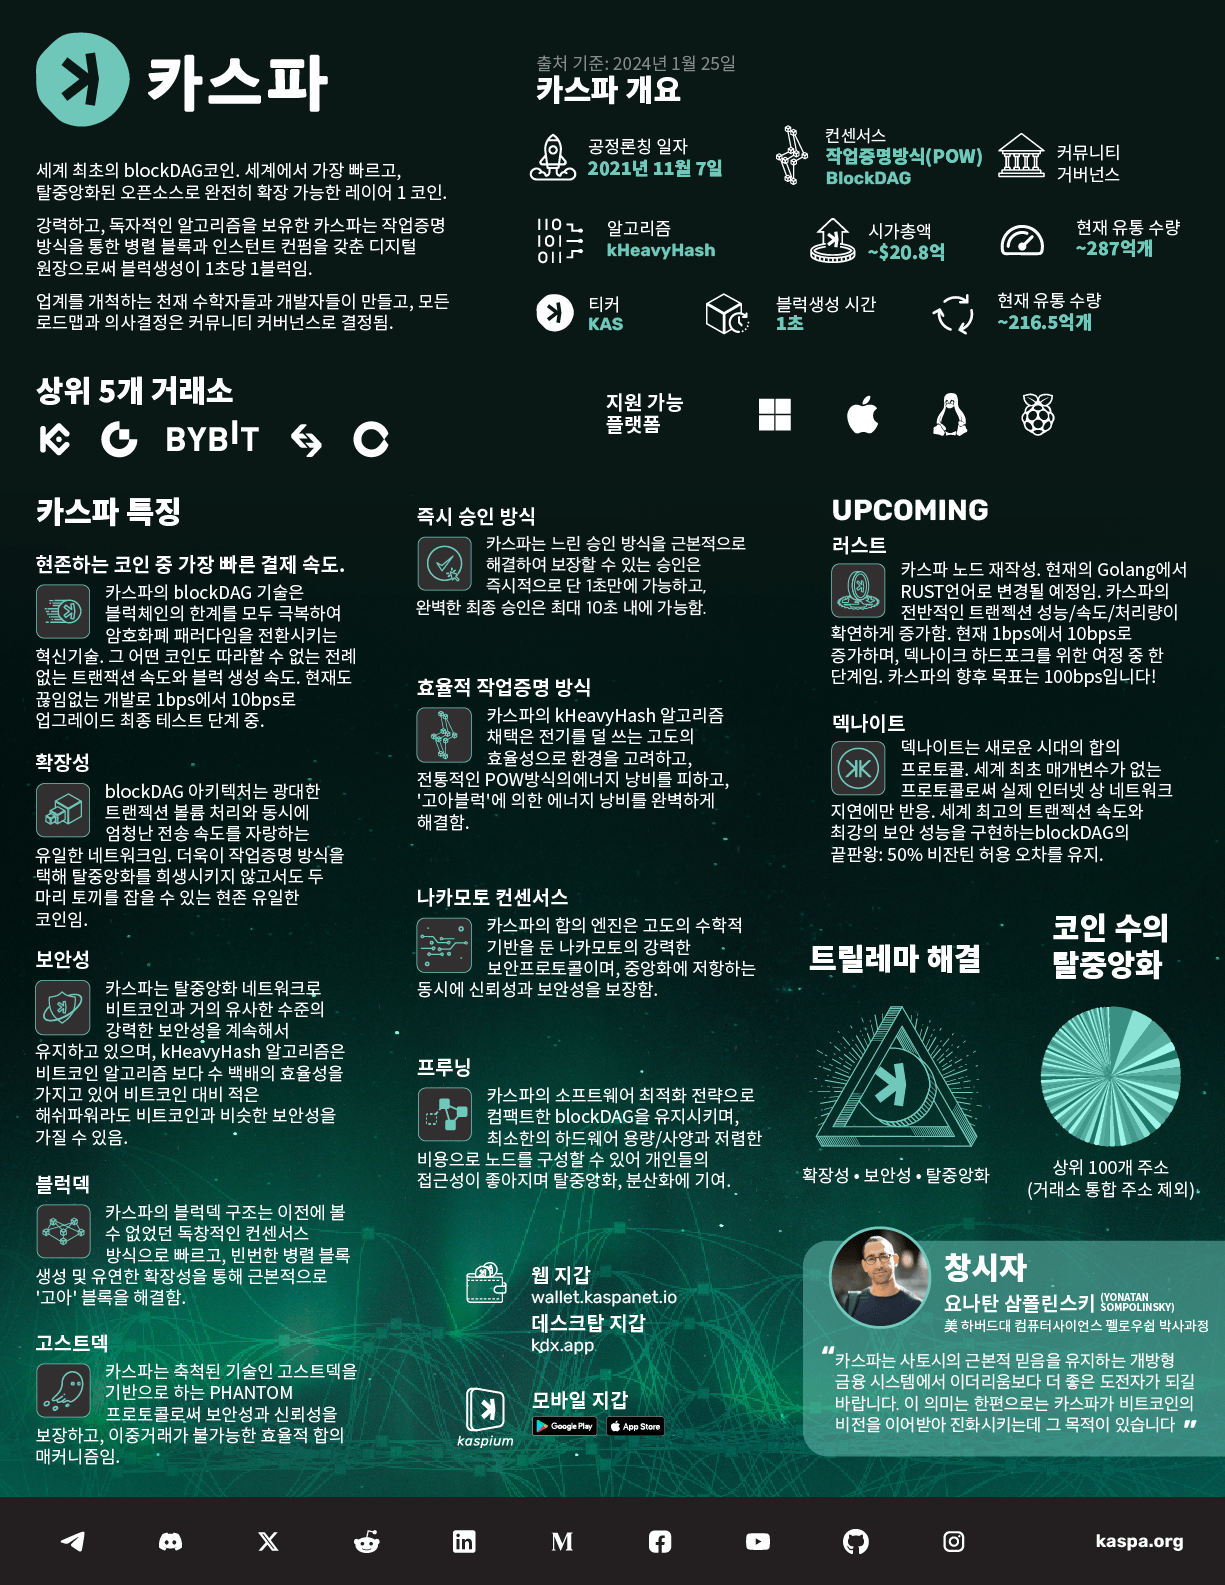 카스파
세계 최초의 blockDAG코인. 세계에서 가장 빠르고,
탈중앙화된 오픈소스로 완전히 확장 가능한 레이어 1 코인.
강력하고, 독자적인 알고리즘을 보유한 카스파는 작업증명
방식을 통한 병렬 블록과 인스턴트 컨펌을 갖춘 디지털
원장으로써 블럭생성이 1초당 1블럭임.
업계를 개척하는 천재 수학자들과 개발자들이 만들고, 모든
로드맵과 의사결정은 커뮤니티 커버넌스로 결정됨.
출처 기준: 2024년 1월 25일
카스파 개요
공정론칭 일자
2021년 11월 7일
컨센서스
작업증명방식(POW)
BlockDAG
커뮤니티
거버넌스
알고리즘
kHeavyHash
시가총액
~$20.8억
현재 유통 수량
~287억개
티커
KAS
블럭생성 시간
1초
현재 유통 수량
~216.5억개
상위 5개 거래소
BYBIT
지원 가능
플랫폼
카스파 특징
현존하는 코인 중 가장 빠른 결제 속도.
카스파의 blockDAG 기술은
블럭체인의 한계를 모두 극복하여
암호화폐 패러다임을 전환시키는
혁신기술. 그 어떤 코인도 따라할 수 없는 전례
없는 트랜잭션 속도와 블럭 생성 속도. 현재도
끊임없는 개발로 1bps에서 10bps로
업그레이드 최종 테스트 단계 중.
확장성
blockDAG 아키텍처는 광대한
트랜젝션 볼륨 처리와 동시에
엄청난 전송 속도를 자랑하는
유일한 네트워크임. 더욱이 작업증명 방식을
택해 탈중앙화를 희생시키지 않고서도 두
마리 토끼를 잡을 수 있는 현존 유일한
코인임.
보안성
카스파는 탈중앙화 네트워크로
비트코인과 거의 유사한 수준의
강력한 보안성을 계속해서
유지하고 있으며, kHeavyHash 알고리즘은
비트코인 알고리즘 보다 수 백배의 효율성을
가지고 있어 비트코인 대비 적은
해쉬파워라도 비트코인과 비슷한 보안성을
가질 수 있음.
블럭덱
카스파의 블럭덱 구조는 이전에 볼
수 없었던 독창적인 컨센서스
방식으로 빠르고, 빈번한 병렬 블록
생성 및 유연한 확장성을 통해 근본적으로
'고아' 블록을 해결함.
고스트덱
카스파는 축척된 기술인 고스트덱을
기반으로 하는 PHANTOM
프로토콜로써 보안성과 신뢰성을
보장하고, 이중거래가 불가능한 효율적 합의
매커니즘임.
즉시 승인 방식
카스파는 느린 승인 방식을 근본적으로
해결하여 보장할 수 있는 승인은
즉시적으로 단 1초만에 가능하고,
완벽한 최종 승인은 최대 10초 내에 가능함.
효율적 작업증명 방식
카스파의 kHeavyHash 알고리즘
채택은 전기를 덜 쓰는 고도의
효율성으로 환경을 고려하고,
전통적인 POW방식의에너지 낭비를 피하고,
'고아블럭'에 의한 에너지 낭비를 완벽하게
해결함.
나카모토 컨센서스
카스파의 합의 엔진은 고도의 수학적
기반을 둔 나카모토의 강력한
보안프로토콜이며, 중앙화에 저항하는
동시에 신뢰성과 보안성을 보장함.
프루닝
카스파의 소프트웨어 최적화 전략으로
컴팩트한 blockDAG을 유지시키며,
최소한의 하드웨어 용량/사양과 저렴한
비용으로 노드를 구성할 수 있어 개인들의
접근성이 좋아지며 탈중앙화, 분산화에 기여.
웹 지갑
wallet.kaspanet.io
데스크탑 지갑
kdx.app
모바일 지갑
Google Play
App Store
kaspium
UPCOMING
러스트
카스파 노드 재작성. 현재의 Golang에서
RUST언어로 변경될 예정임. 카스파의
전반적인 트랜젝션 성능/속도/처리량이
확연하게 증가함. 현재 1bps에서 10bps로
증가하며, 덱나이크 하드포크를 위한 여정 중 한
단계임. 카스파의 향후 목표는 100bps입니다!
덱나이트
덱나이트는 새로운 시대의 합의
프로토콜. 세계 최초 매개변수가 없는
프로토콜로써 실제 인터넷 상 네트워크
지연에만 반응. 세계 최고의 트랜젝션 속도와
최강의 보안 성능을 구현하는blockDAG의
끝판왕: 50% 비잔틴 허용 오차를 유지.
트릴레마 해결
확장성 • 보안성 • 탈중앙화
코인 수의
탈중앙화
상위 100개 주소
(거래소 통합 주소 제외)
창시자
요나탄 삼폴린스키 (YONATAN
SOMPOLINSKY)
美 하버드대 컴퓨터사이언스 펠로우쉽 박사과정
“카스파는 사토시의 근본적 믿음을 유지하는 개방형
금융 시스템에서 이더리움보다 더 좋은 도전자가 되길
바랍니다. 이 의미는 한편으로는 카스파가 비트코인의
비전을 이어받아 진화시키는데 그 목적이 있습니다 ”
kaspa.org